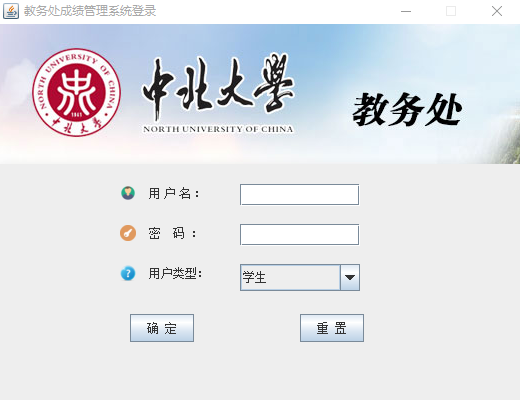 教务处成绩管理系统登录
NORTH UNIVERSITY OF CHINA
1941
中北大学
中北大学
NORTH UNIVERSITY OF CHINA
教务处
用 户 名：
密 码 ：
用户类型:
学生
确 定
重 置